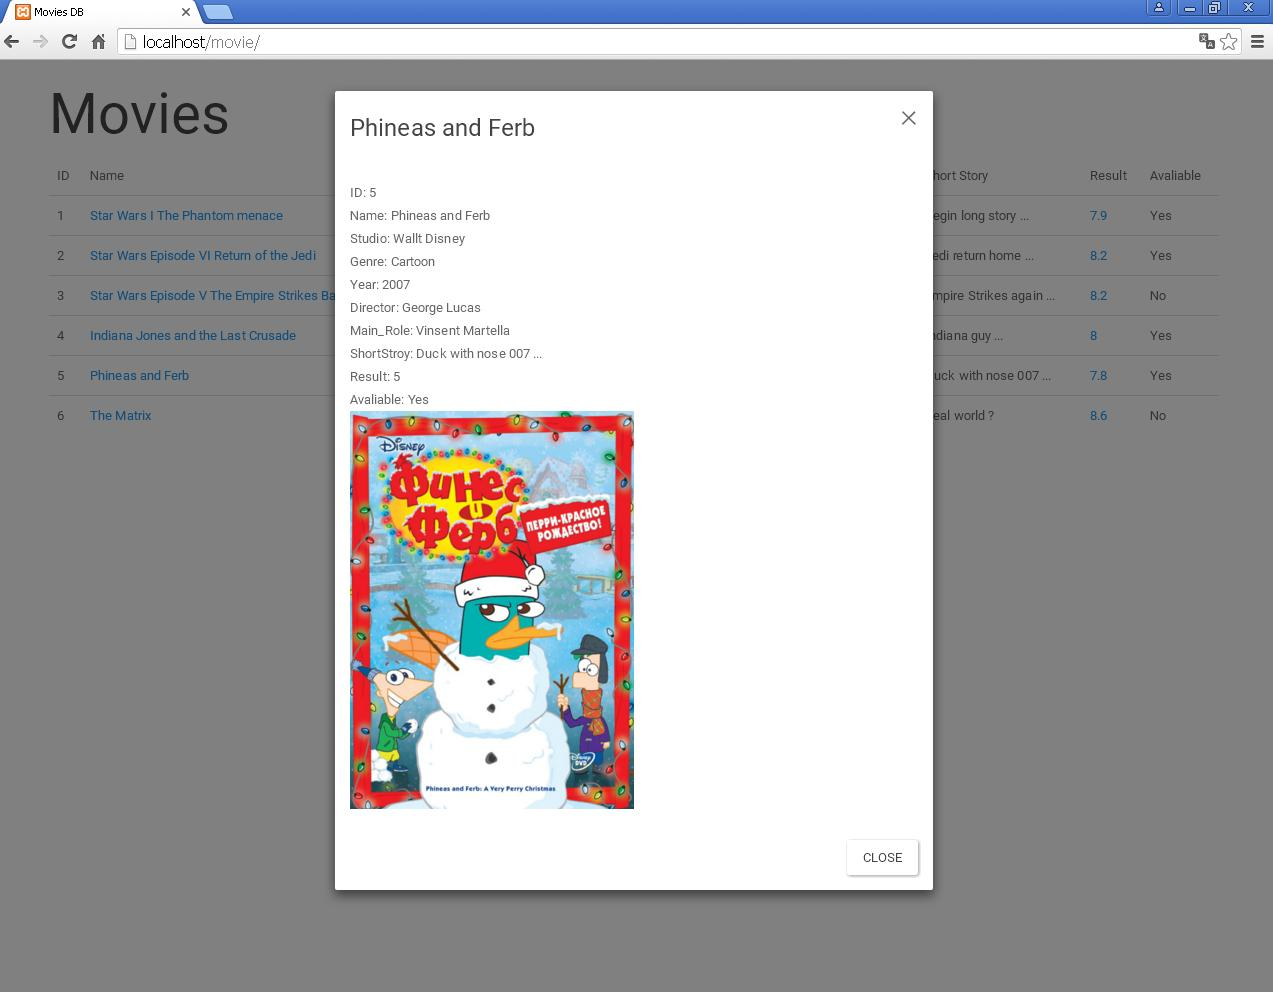 Movies DB
localhost/movie/
Movies
ID Name hort Story Result Avaliable
1 Star Wars I The Phantom menace egin long story ... 7.9 Yes
2 Star Wars Episode VI Return of the Jedi edi return home ... 8.2 Yes
3 Star Wars Episode V The Empire Strikes Ba mpire Strikes again ... 8.2 No
4 Indiana Jones and the Last Crusade ndiana guy ... 8 Yes
5 Phineas and Ferb uck with nose 007 ... 7.8 Yes
6 The Matrix eal world ? 8.6 No
Phineas and Ferb
ID: 5
Name: Phineas and Ferb
Studio: Wallt Disney
Genre: Cartoon
Year: 2007
Director: George Lucas
Main_Role: Vinsent Martella
ShortStroy: Duck with nose 007 ...
Result: 5
Avaliable: Yes
Disney
Финес
и
Ферб
ПЕРРИ-КРАСНОЕ
РОЖДЕСТВО!
Disney
DVD
Phineas and Ferb: A Very Perry Christmas
CLOSE